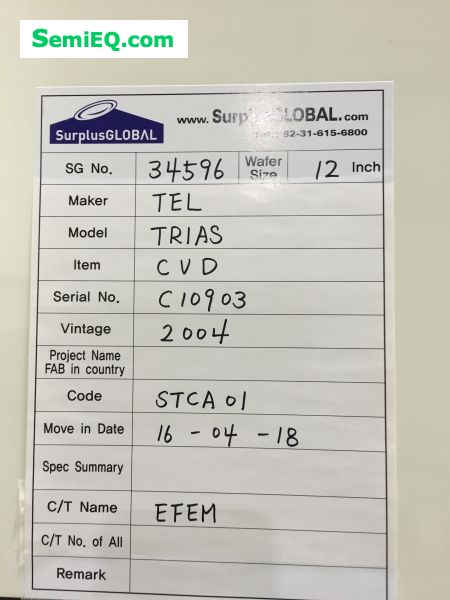 SemiEQ.com
SurplusGLOBAL
www. SurplusGLOBAL.com
82-31-615-6800
SG No. 34596 Wafer Size 12 Inch
Maker TEL
Model TRIAS
Item CVD
Serial No. C10903
Vintage 2004
Project Name
FAB in country
Code STCA01
Move in Date 16-04-18
Spec Summary
C/T Name EFEM
C/T No. of All
Remark